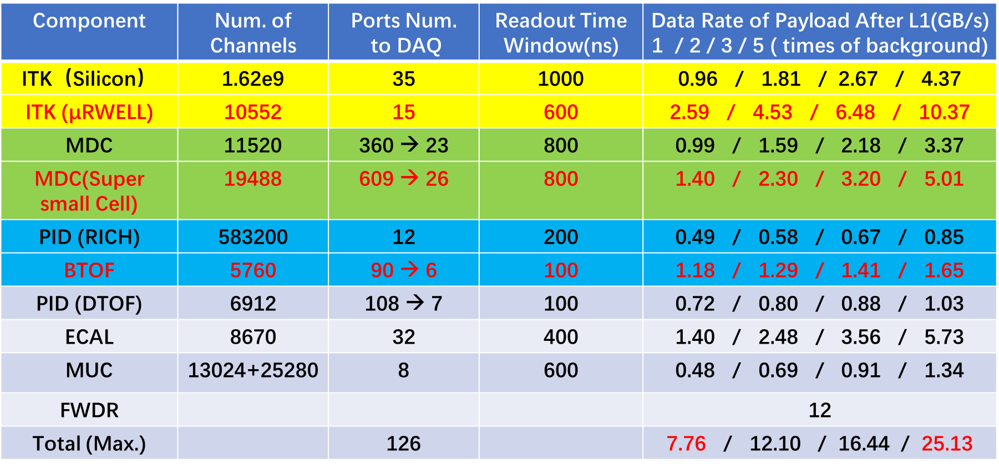 Component
Num. of
Channels
Ports Num.
to DAQ
Readout Time
Window(ns)
Data Rate of Payload After L1(GB/s)
1 / 2 / 3 / 5 ( times of background)
ITK（Silicon） 1.62e9 35 1000 0.96 / 1.81 / 2.67 / 4.37
ITK (μRWELL) 10552 15 600 2.59 / 4.53 / 6.48 / 10.37
MDC 11520 360 → 23 800 0.99 / 1.59 / 2.18 / 3.37
MDC(Super 19488 609 → 26 800 1.40 / 2.30 / 3.20 / 5.01
small Cell)
PID (RICH) 583200 12 200 0.49 / 0.58 / 0.67 / 0.85
BTOF 5760 90 → 6 100 1.18 / 1.29 / 1.41 / 1.65
PID (DTOF) 6912 108 → 7 100 0.72 / 0.80 / 0.88 / 1.03
ECAL 8670 32 400 1.40 / 2.48 / 3.56 / 5.73
MUC 13024+25280 8 600 0.48 / 0.69 / 0.91 / 1.34
FWDR 12
Total (Max.) 126 7.76 / 12.10 / 16.44 / 25.13